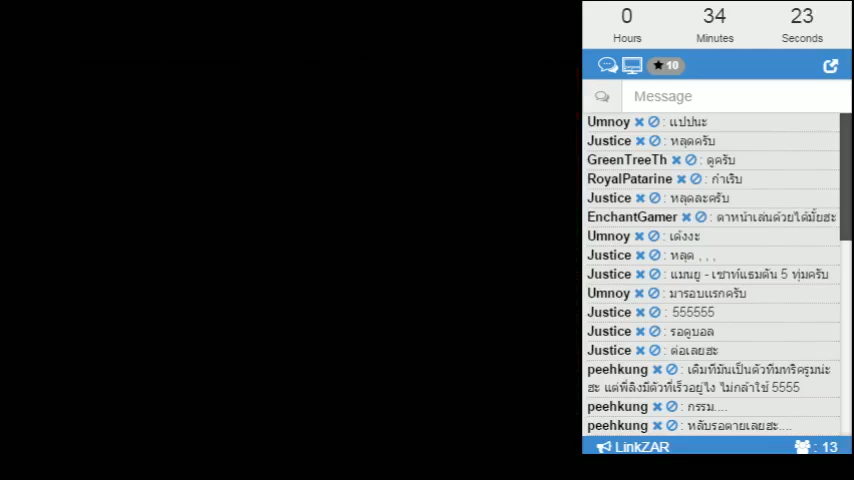 0 34 23
Hours Minutes Seconds
10
Message
Umnoy : แปปนะ
Justice : หลุดครับ
GreenTreeTh : ดูครับ
RoyalPatarine : กำเริบ
Justice : หลุดละครับ
EnchantGamer : ตาหน้าเล่นด้วยได้มั้ยฮะ
Umnoy : เด้งงะ
Justice : หลุด , , ,
Justice : แมนยู - เซาท์แธมตัน 5 ทุ่มครับ
Umnoy : มารอบแรกครับ
Justice : 555555
Justice : รอดูบอล
Justice : ต่อเลยฮะ
peehkung : เดิมทีมันเป็นตัวทีมทริครูมน่ะ
ฮะ แต่พี่ลิงมีตัวที่เร็วอยู่ไง ไม่กล้าใช้ 5555
peehkung : กรรม....
peehkung : หลับรอตายเลยฮะ....
LinkZAR : 13